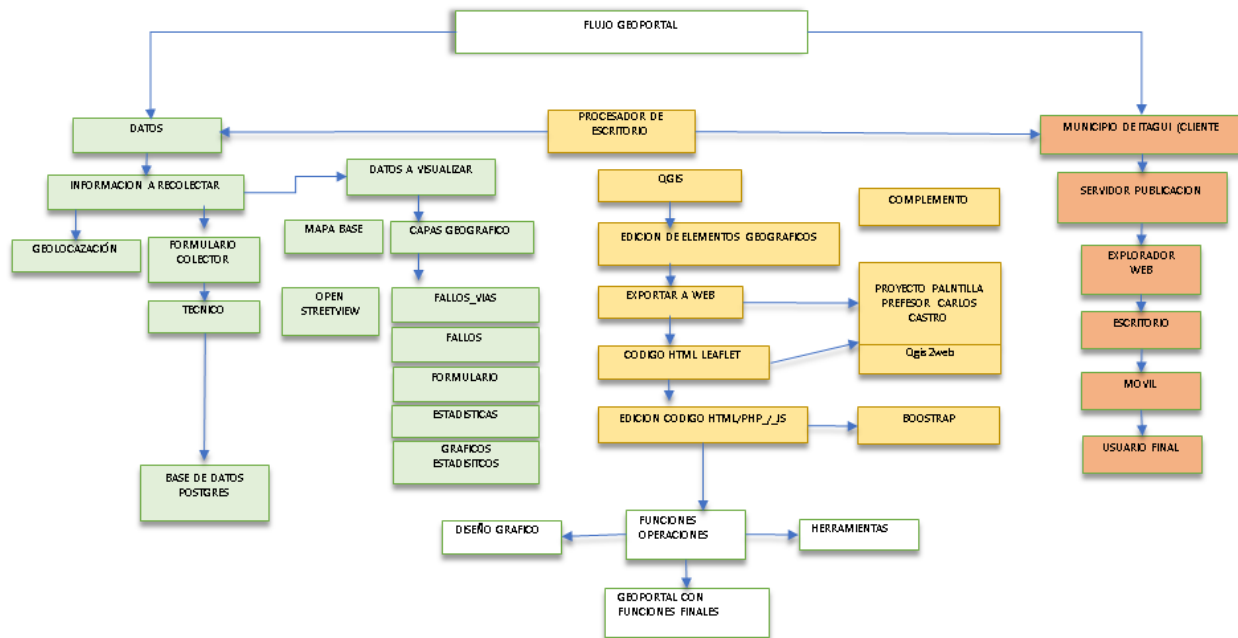 FLUJO GEOPORTAL
DATOS
PROCESADOR DE
ESCRITORIO
MUNICIPIO DE ITAGUI (CLIENTE
INFORMACION A RECOLECTAR
DATOS A VISUALIZAR
QGIS
COMPLEMENTO
SERVIDOR PUBLICACION
GEOLOCAZACIÓN
FORMULARIO
COLECTOR
MAPA BASE
CAPAS GEOGRAFICO
EDICION DE ELEMENTOS GEOGRAFICOS
EXPLORADOR
WEB
TECNICO
OPEN
STREETVIEW
FALLOS_VIAS
EXPORTAR A WEB
PROYECTO PALNTILLA
PREFESOR CARLOS
CASTRO
ESCRITORIO
FALLOS
CODIGO HTML LEAFLET
Qgis 2web
FORMULARIO
MOVIL
ESTADISTICAS
EDICION CODIGO HTML/PHP_/_JS
BOOSTRAP
GRAFICOS
ESTADISITCOS
USUARIO FINAL
BASE DE DATOS
POSTGRES
DISEÑO GRAFICO
FUNCIONES
OPERACIONES
HERRAMIENTAS
GEOPORTAL CON
FUNCIONES FINALES